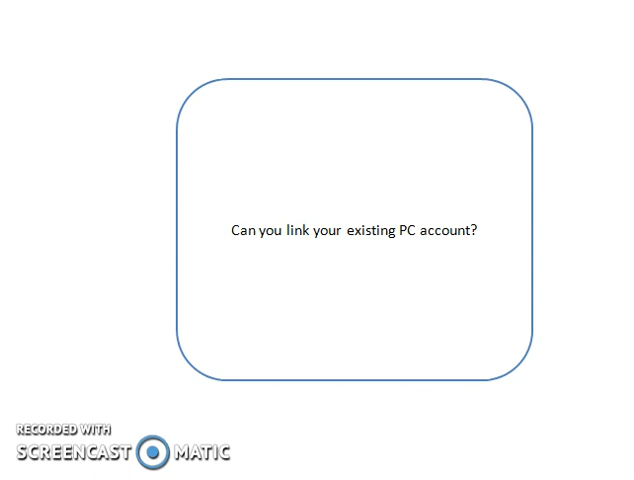 Can you link your existing PC account?
RECORDED WITH
SCREENCAST MATIC